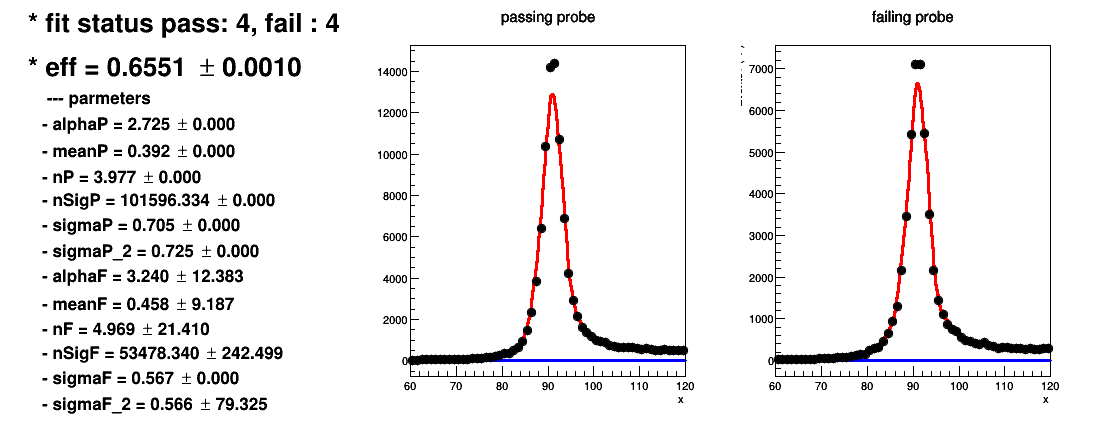 * fit status pass: 4, fail : 4
* eff = 0.6551 ± 0.0010
--- parmeters
- alphaP = 2.725 ± 0.000
- meanP = 0.392 ± 0.000
- nP = 3.977 ± 0.000
- nSigP = 101596.334 ± 0.000
- sigmaP = 0.705 ± 0.000
- sigmaP_2 = 0.725 ± 0.000
- alphaF = 3.240 ± 12.383
- meanF = 0.458 ± 9.187
- nF = 4.969 ± 21.410
- nSigF = 53478.340 ± 242.499
- sigmaF = 0.567 ± 0.000
- sigmaF_2 = 0.566 ± 79.325
passing probe
14000
12000
10000
8000
6000
4000
2000
0
60 70 80 90 100 110 120
x
failing probe
7000
6000
5000
4000
3000
2000
1000
0
60 70 80 90 100 110 120
x